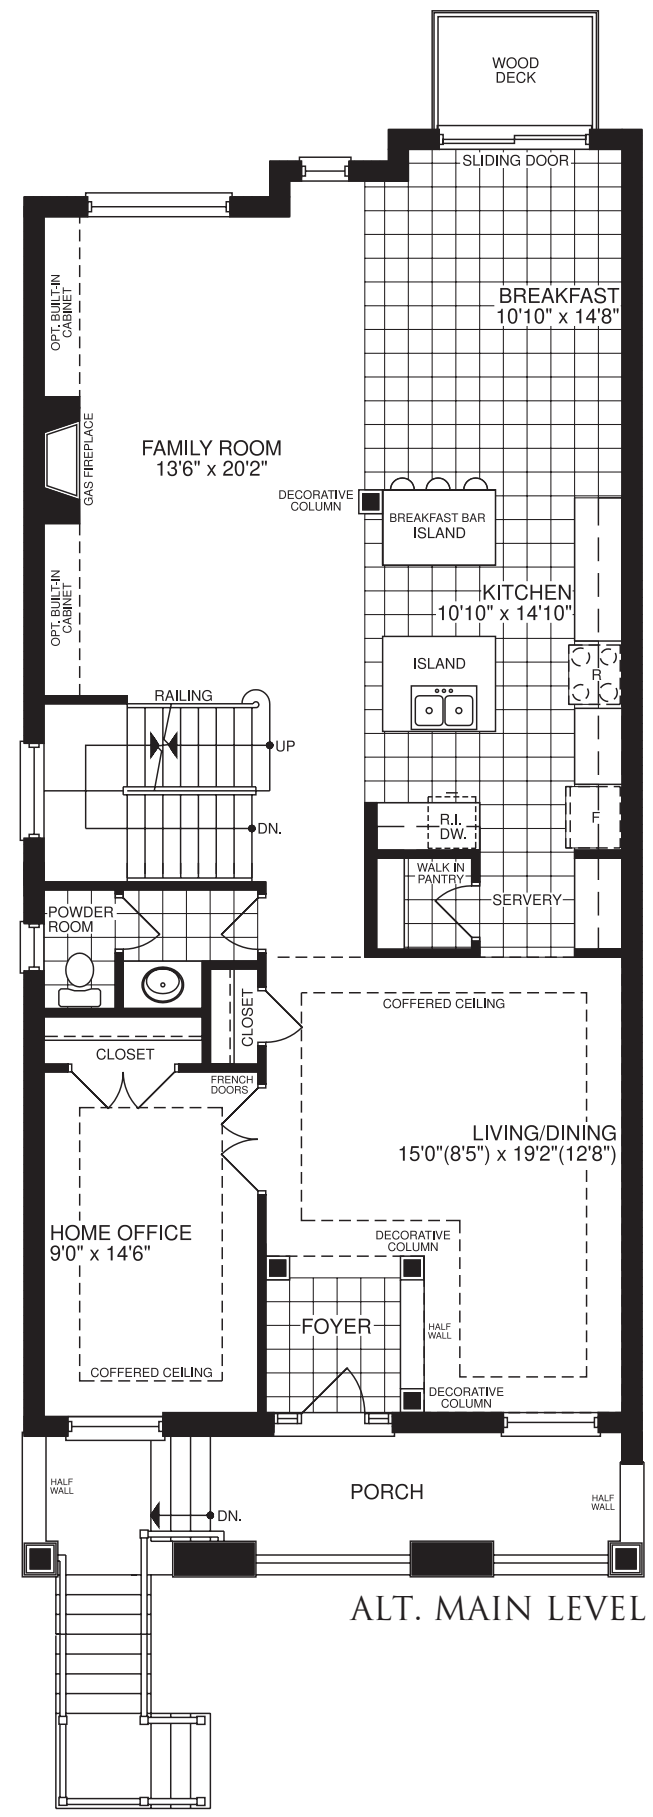 WOOD
DECK
SLIDING DOOR
BREAKFAST
10'10" x 14'8"
OPT. BUILT-IN
CABINET
GAS FIREPLACE
FAMILY ROOM
13'6" x 20'2"
DECORATIVE
COLUMN
BREAKFAST BAR
ISLAND
OPT. BUILT-IN
CABINET
KITCHEN
10'10" x 14'10"
ISLAND
R
RAILING
UP
DN.
R.I.
DW.
F
WALK IN
PANTRY
SERVERY
POWDER
ROOM
CLOSET
COFFERED CEILING
CLOSET
FRENCH
DOORS
LIVING/DINING
15'0"(8'5") x 19'2"(12'8")
HOME OFFICE
9'0" x 14'6"
DECORATIVE
COLUMN
FOYER
HALF
WALL
COFFERED CEILING
DECORATIVE
COLUMN
HALF
WALL
PORCH
HALF
WALL
DN.
ALT. MAIN LEVEL